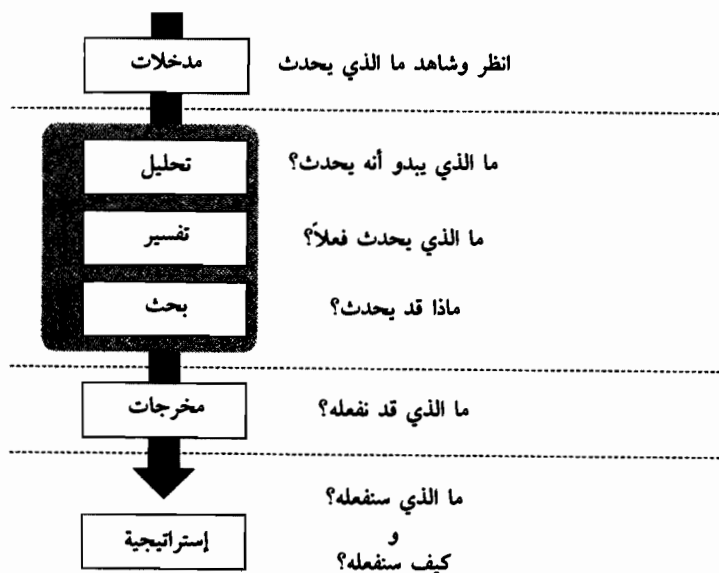 مدخلات
انظر وشاهد ما الذي يحدث
تحليل
ما الذي يبدو أنه يحدث؟
تفسير
ما الذي يحدث فعلاً؟
بحث
ماذا قد يحدث؟
مخرجات
ما الذي قد نفعله؟
إستراتيجية
ما الذي سنفعله؟
و
كيف سنفعله؟